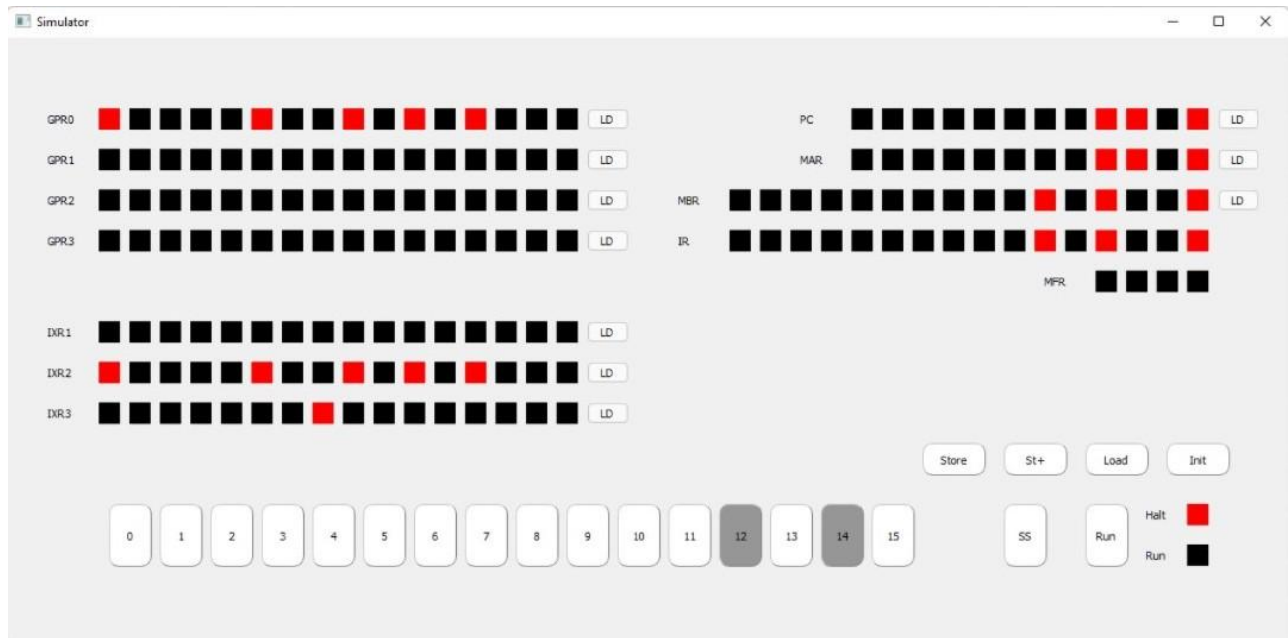 Simulator
GPR0 LD PC LD
GPR1 LD MAR LD
GPR2 LD MBR LD
GPR3 LD IR
MFR
IXR1 LD
IXR2 LD
IXR3 LD
Store St+ Load Init
0 1 2 3 4 5 6 7 8 9 10 11 12 13 14 15 SS Run Halt
Run